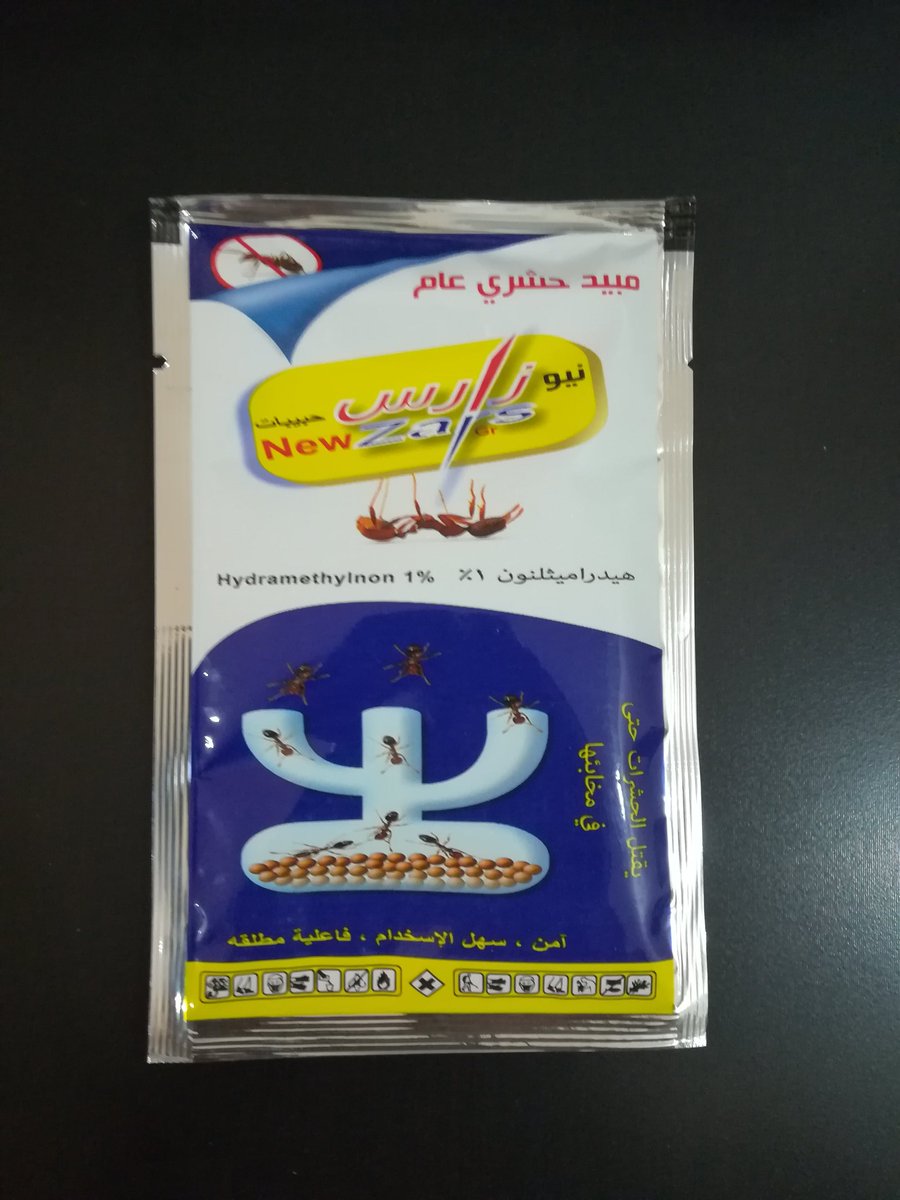 مبيد حشري عام
نيو زارس حبيبات
New Zars Gr
Hydramethylnon 1% هيدراميثلنون ١٪
يقتل الحشرات حتى
في مخابئها
آمن ، سهل الإسخدام ، فاعلية مطلقه